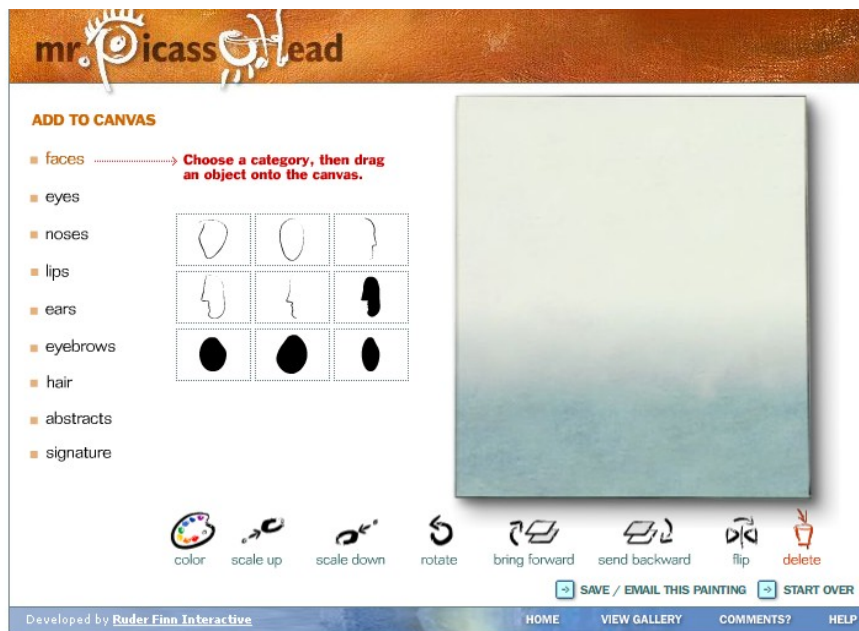 mr. PicassoHead
ADD TO CANVAS
faces
Choose a category, then drag
an object onto the canvas.
eyes
noses
lips
ears
eyebrows
hair
abstracts
signature
color
scale up
scale down
rotate
bring forward
send backward
flip
delete
SAVE / EMAIL THIS PAINTING
START OVER
Developed by Ruder Finn Interactive
HOME
VIEW GALLERY
COMMENTS?
HELP